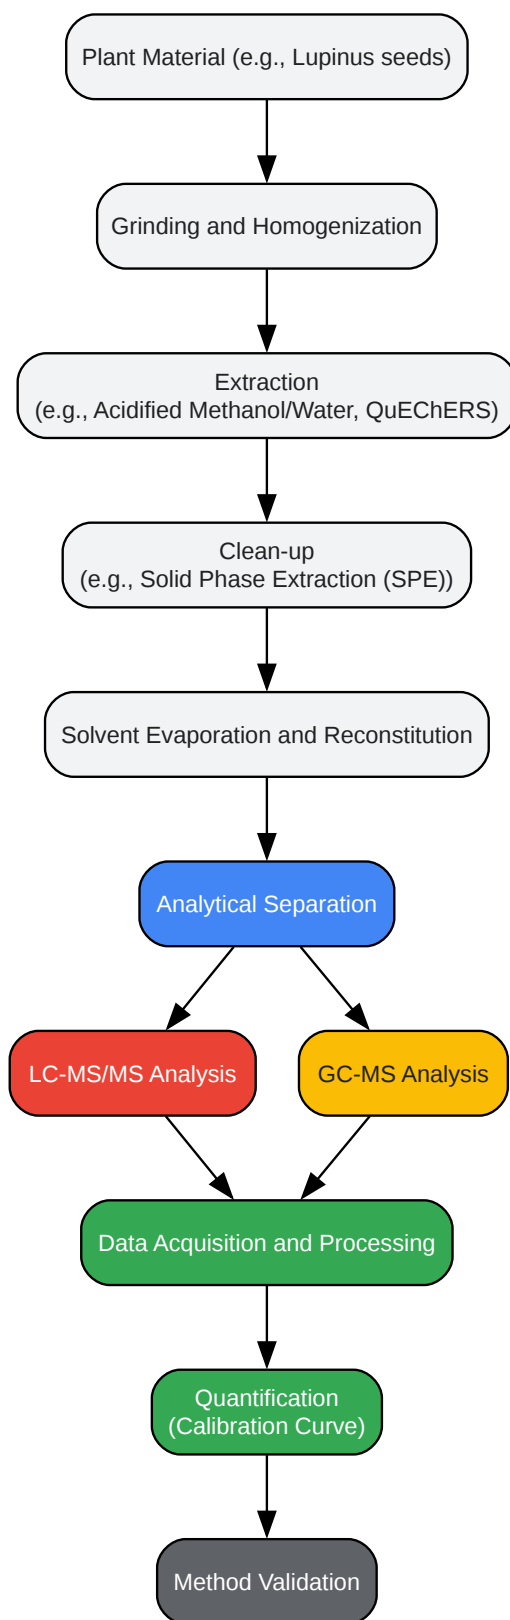 Plant Material (e.g., Lupinus seeds)
Grinding and Homogenization
Extraction
(e.g., Acidified Methanol/Water, QuEChERS)
Clean-up
(e.g., Solid Phase Extraction (SPE))
Solvent Evaporation and Reconstitution
Analytical Separation
LC-MS/MS Analysis
GC-MS Analysis
Data Acquisition and Processing
Quantification
(Calibration Curve)
Method Validation